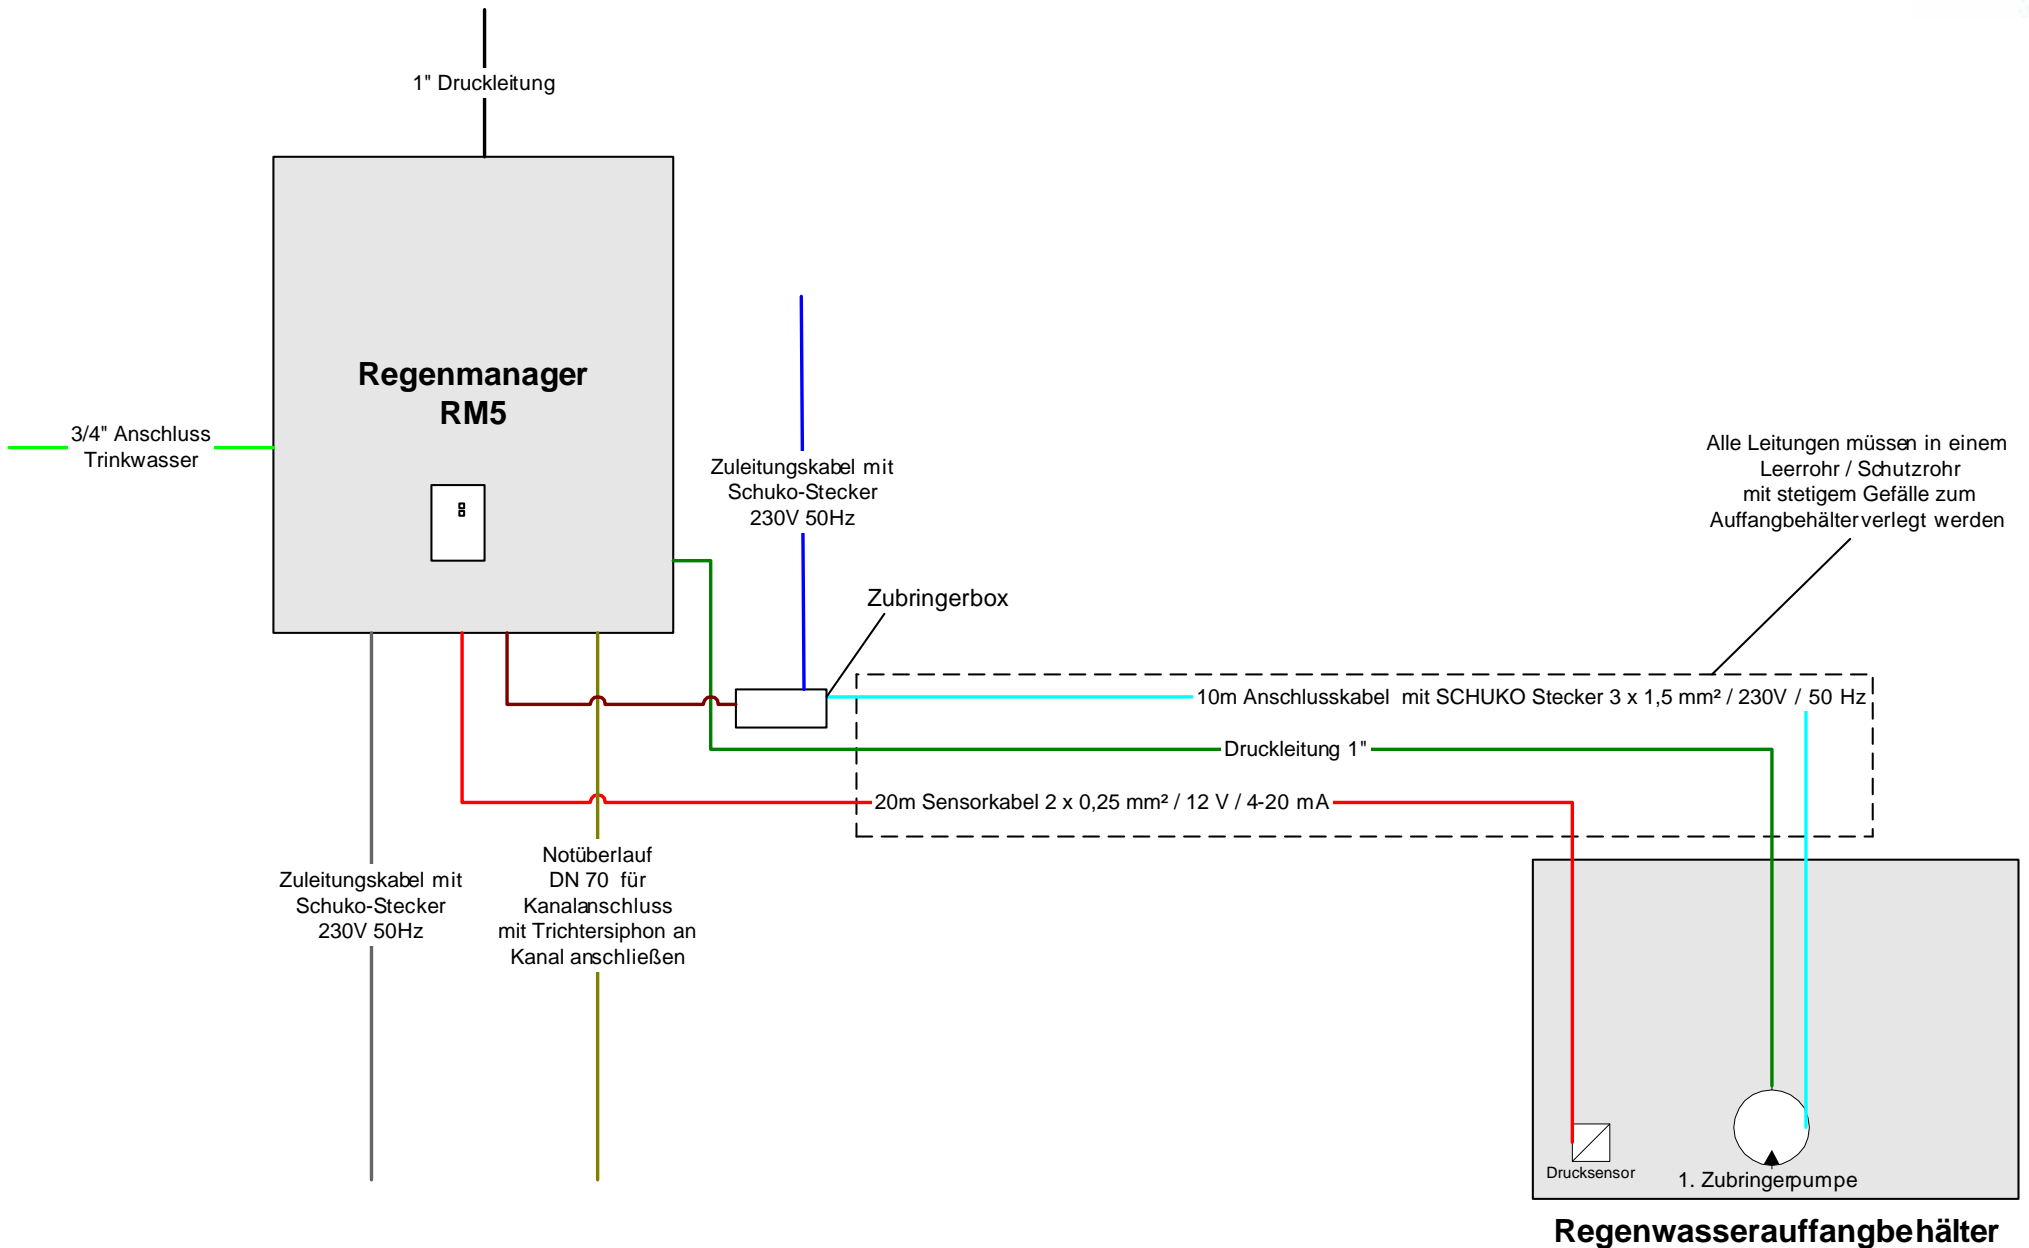 1" Druckleitung
Regenmanager
RM5
3/4" Anschluss
Trinkwasser
Zuleitungskabel mit
Schuko-Stecker
230V 50Hz
Alle Leitungen müssen in einem
Leerrohr / Schutzrohr
mit stetigem Gefälle zum
Auffangbehälter verlegt werden
Zubringerbox
10m Anschlusskabel mit SCHUKO Stecker 3 x 1,5 mm² / 230V / 50 Hz
Druckleitung 1"
20m Sensorkabel 2 x 0,25 mm² / 12 V / 4-20 mA
Zuleitungskabel mit
Schuko-Stecker
230V 50Hz
Notüberlauf
DN 70 für
Kanalanschluss
mit Trichtersiphon an
Kanal anschließen
Drucksensor
1. Zubringerpumpe
Regenwasserauffangbehälter